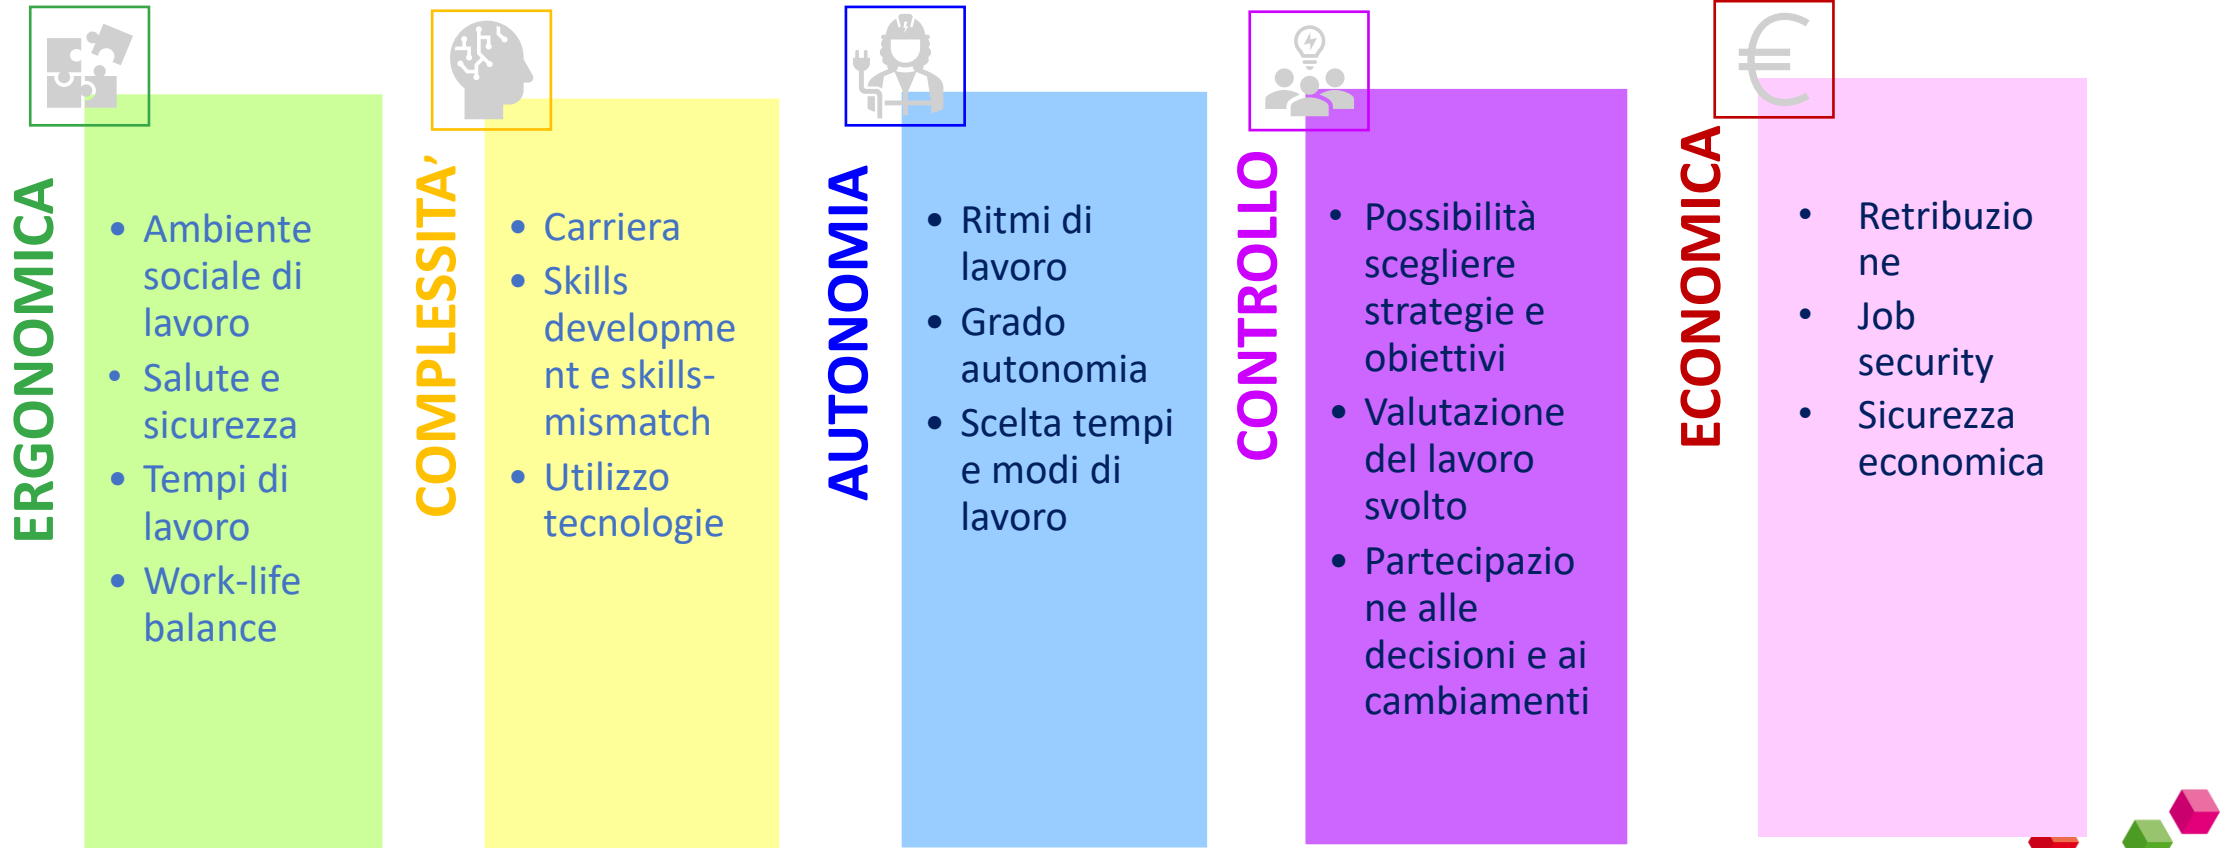 ERGONOMICA
• Ambiente
sociale di
lavoro
• Salute e
sicurezza
• Tempi di
lavoro
• Work-life
balance
COMPLESSITA’
• Carriera
• Skills
developme
nt e skills-
mismatch
• Utilizzo
tecnologie
AUTONOMIA
• Ritmi di
lavoro
• Grado
autonomia
• Scelta tempi
e modi di
lavoro
CONTROLLO
• Possibilità
scegliere
strategie e
obiettivi
• Valutazione
del lavoro
svolto
• Partecipazio
ne alle
decisioni e ai
cambiamenti
ECONOMICA
• Retribuzio
ne
• Job
security
• Sicurezza
economica